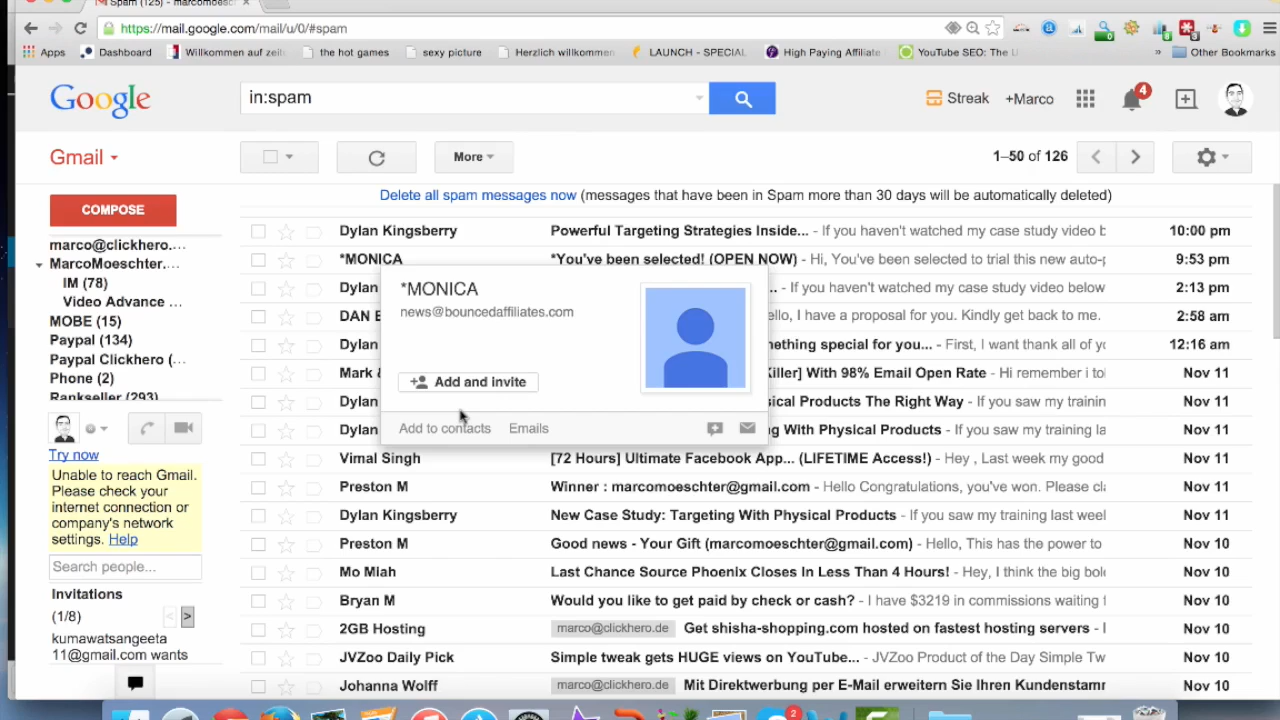 Spam (125) - marcomoesc
https://mail.google.com/mail/u/0/#spam
Apps Dashboard Willkommen auf zeit the hot games sexy picture Herzlich willkommen LAUNCH - SPECIAL High Paying Affiliate YouTube SEO: The U » Other Bookmarks
Google in:spam Streak +Marco 4
Gmail More 1–50 of 126
Delete all spam messages now (messages that have been in Spam more than 30 days will be automatically deleted)
COMPOSE
marco@clickhero....
MarcoMoeschter....
IM (78)
Video Advance ...
MOBE (15)
Paypal (134)
Paypal Clickhero (...
Phone (2)
Rankseller (293)
Try now
Unable to reach Gmail.
Please check your
internet connection or
company's network
settings. Help
Search people...
Invitations
(1/8) < >
kumawatsangeeta
11@gmail.com wants
Dylan Kingsberry Powerful Targeting Strategies Inside... - If you haven't watched my case study video b 10:00 pm
*MONICA *You've been selected! (OPEN NOW) - Hi, You've been selected to trial this new auto-p 9:53 pm
Dylan .. - If you haven't watched my case study video below 2:13 pm
DAN E ello, I have a proposal for you. Kindly get back to me. 2:58 am
Dylan mething special for you... - First, I want thank all of yo 12:16 am
Mark & Killer] With 98% Email Open Rate - Hi remember i to Nov 11
Dylan l Products The Right Way - If you saw my training Nov 11
Dylan g With Physical Products - If you saw my training la Nov 11
Vimal Singh [72 Hours] Ultimate Facebook App... (LIFETIME Access!) - Hey , Last week my good Nov 11
Preston M Winner : marcomoeschter@gmail.com - Hello Congratulations, you've won. Please cl Nov 11
Dylan Kingsberry New Case Study: Targeting With Physical Products - If you saw my training last week Nov 11
Preston M Good news - Your Gift (marcomoeschter@gmail.com) - Hello, This has the power to Nov 10
Mo Miah Last Chance Source Phoenix Closes In Less Than 4 Hours! - Hey, I think the big bol Nov 10
Bryan M Would you like to get paid by check or cash? - I have $3219 in commissions waiting f Nov 10
2GB Hosting marco@clickhero.de Get shisha-shopping.com hosted on fastest hosting servers - Nov 10
JVZoo Daily Pick Simple tweak gets HUGE views on YouTube... - JVZoo Product of the Day Simple Tw Nov 10
Johanna Wolff marco@clickhero.de Mit Direktwerbung per E-Mail erweitern Sie Ihren Kundenstamm Nov 10
*MONICA
news@bouncedaffiliates.com
Add and invite
Add to contacts Emails
2